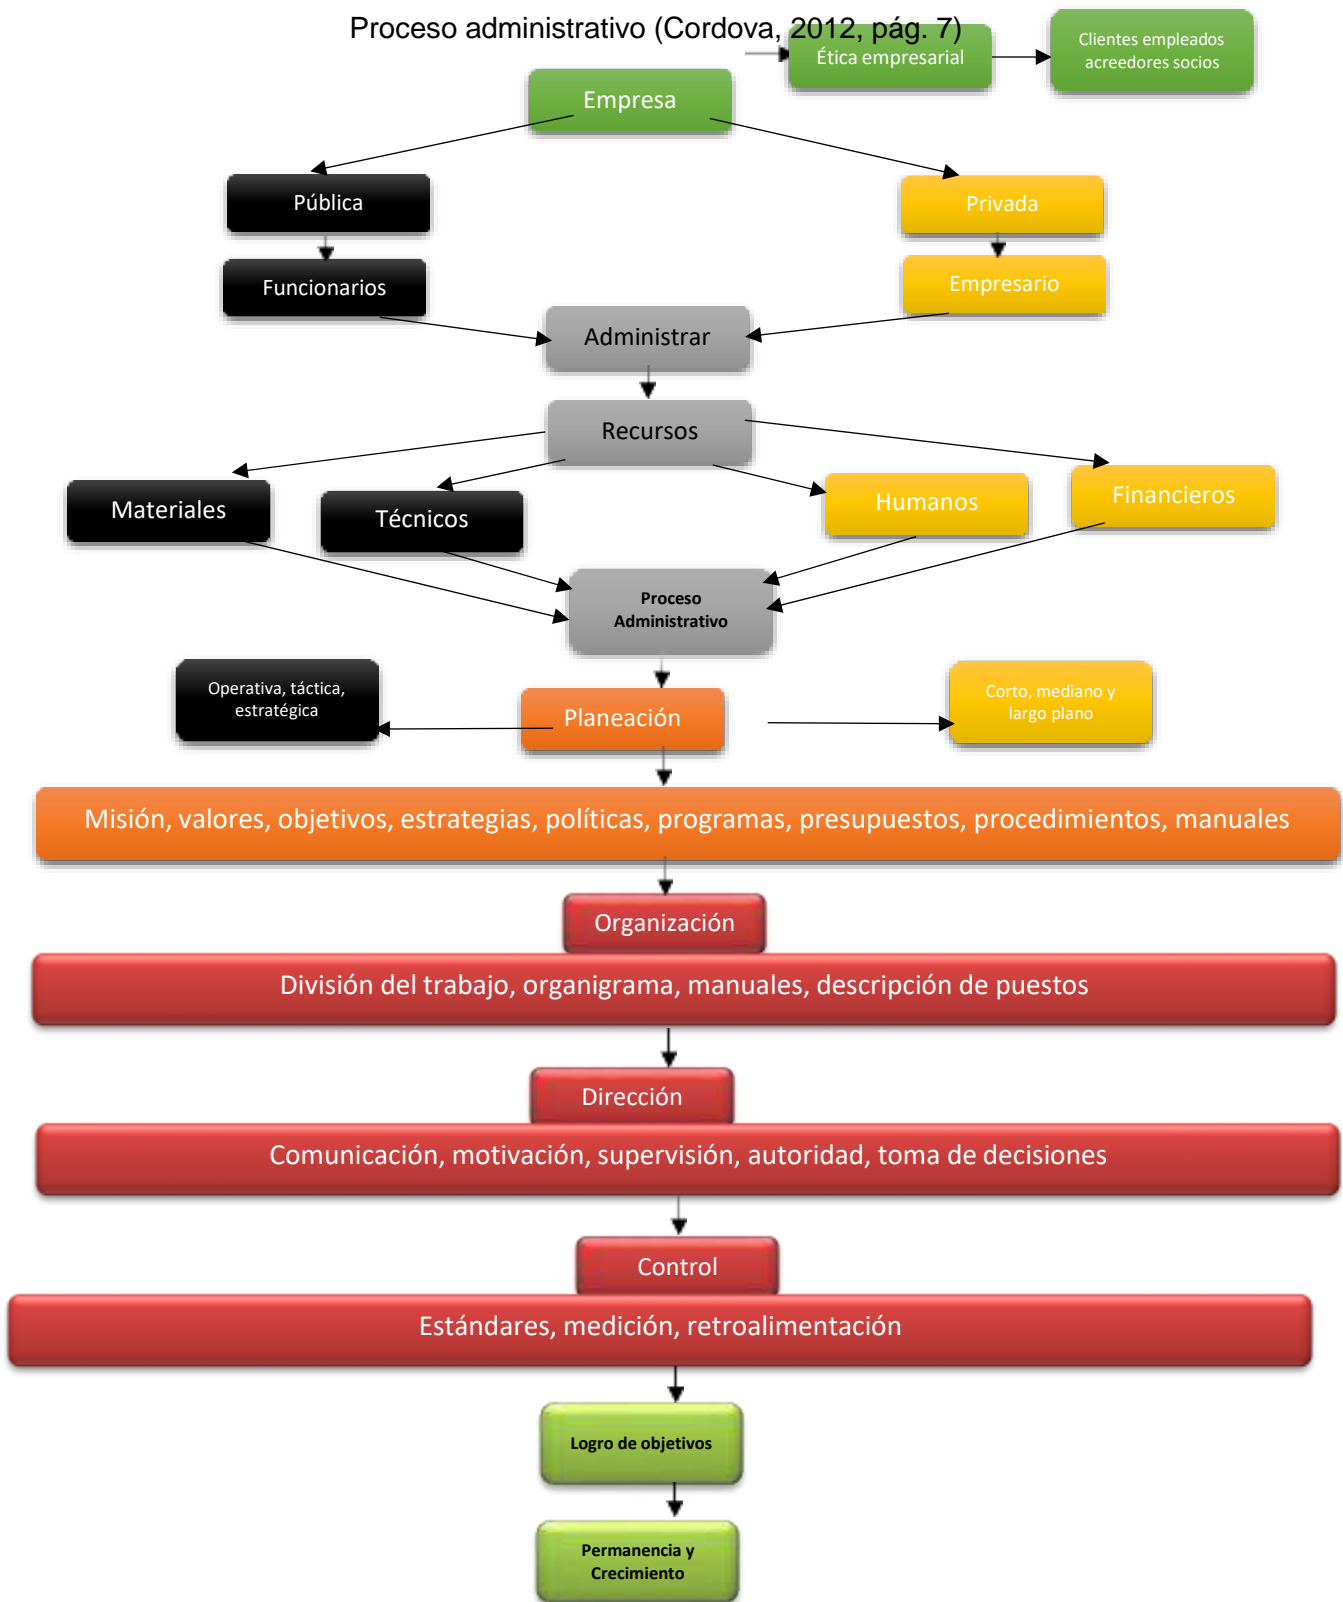 Proceso administrativo (Cordova, 2012, pág. 7)
Ética empresarial
Clientes empleados
acreedores socios
Empresa
Pública
Privada
Funcionarios
Empresario
Administrar
Recursos
Materiales
Técnicos
Humanos
Financieros
Proceso
Administrativo
Operativa, táctica,
estratégica
Planeación
Corto, mediano y
largo plano
Misión, valores, objetivos, estrategias, políticas, programas, presupuestos, procedimientos, manuales
Organización
División del trabajo, organigrama, manuales, descripción de puestos
Dirección
Comunicación, motivación, supervisión, autoridad, toma de decisiones
Control
Estándares, medición, retroalimentación
Logro de objetivos
Permanencia y
Crecimiento